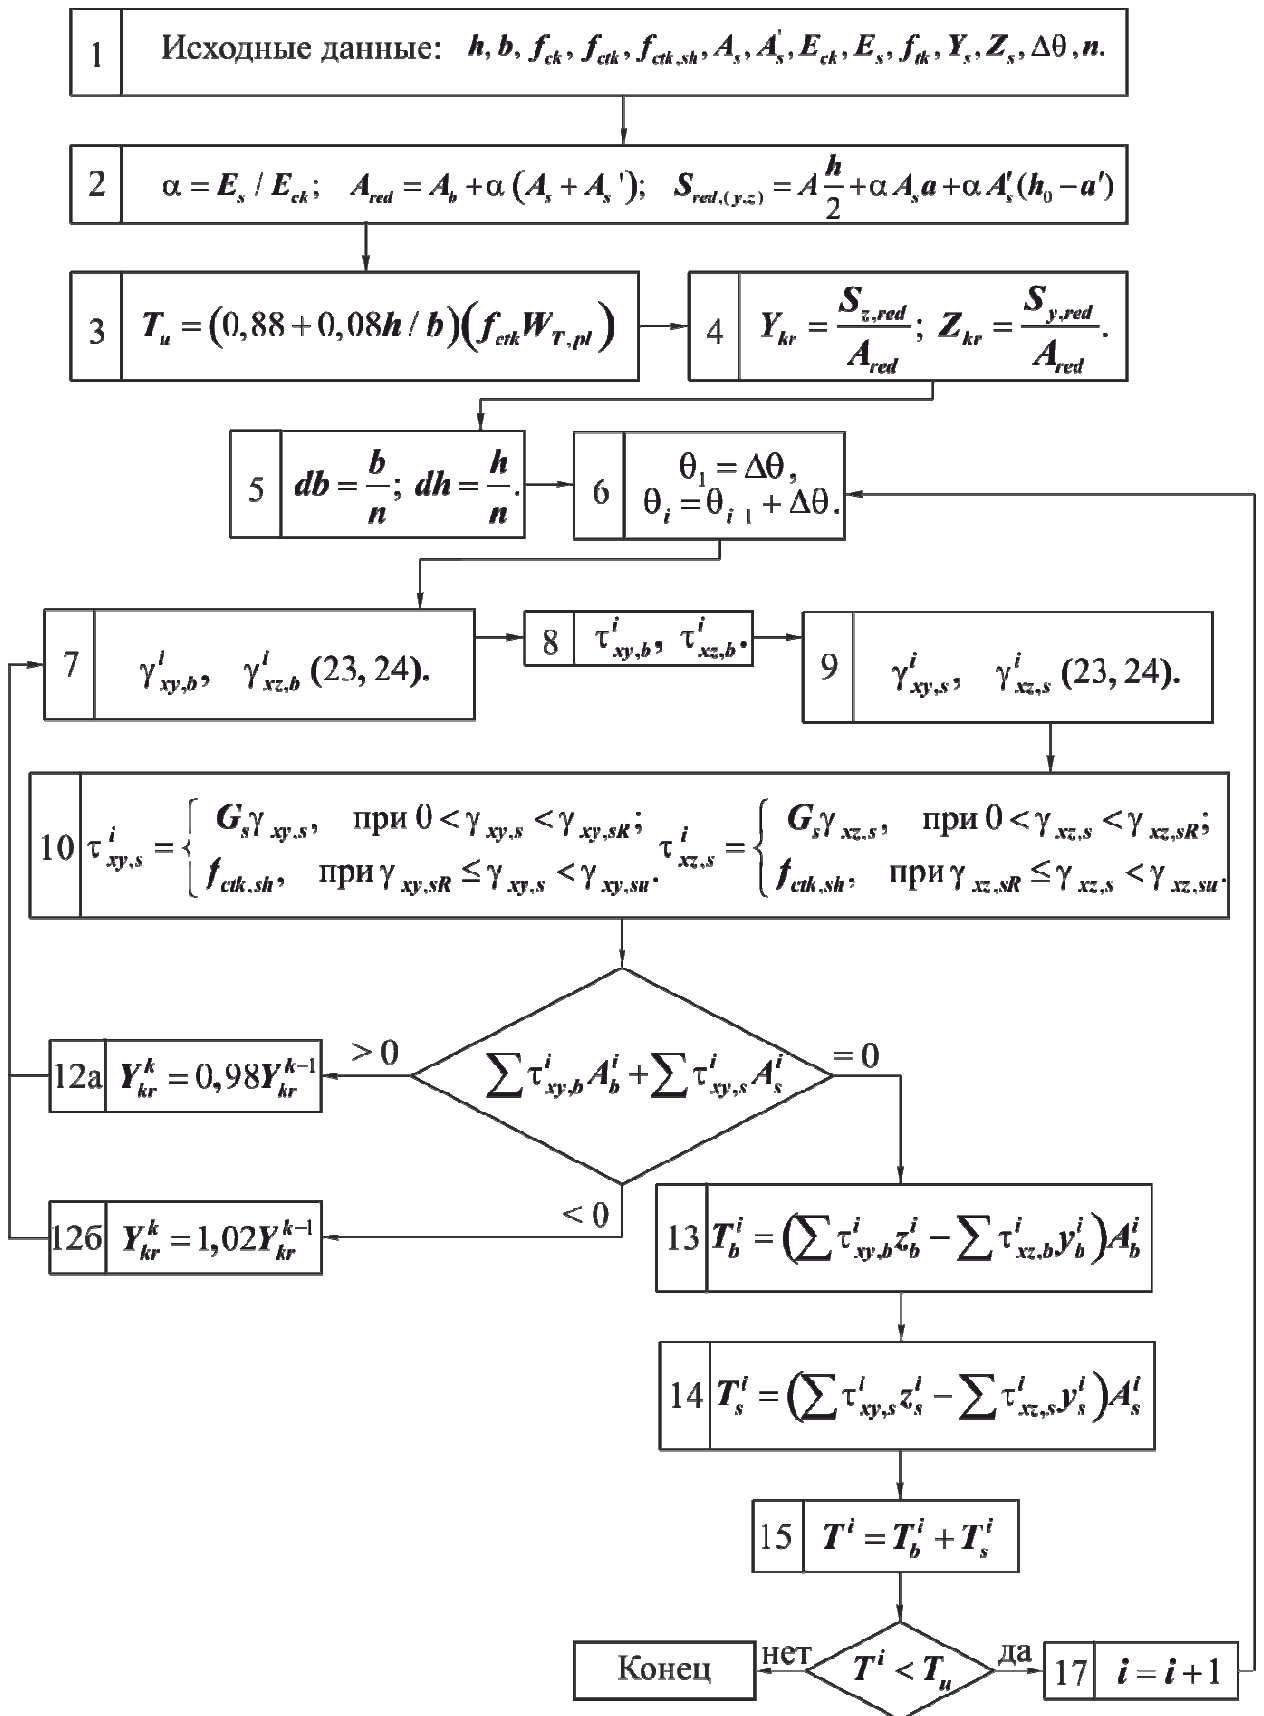 1 Исходные данные: h, b, f_ck, f_ctk, f_ctk,sh, A_s, A'_s, E_ck, E_s, f_tk, Y_s, Z_s, Δθ, n.
2 α = E_s / E_ck; A_red = A_b + α (A_s + A_s'); S_red,(y,z) = A h/2 + α A_s a + α A'_s (h_0 − a')
3 T_u = (0,88 + 0,08h / b)(f_ctk W_T,pl)
4 Y_kr = S_z,red / A_red; Z_kr = S_y,red / A_red.
5 db = b/n; dh = h/n.
6 θ_1 = Δθ,
θ_i = θ_i 1 + Δθ.
7 γ^i_xy,b, γ^i_xz,b (23, 24).
8 τ^i_xy,b, τ^i_xz,b.
9 γ^i_xy,s, γ^i_xz,s (23, 24).
10 τ^i_xy,s = { G_s γ_xy,s, при 0 < γ_xy,s < γ_xy,sR;
f_ctk,sh, при γ_xy,sR ≤ γ_xy,s < γ_xy,su.
τ^i_xz,s = { G_s γ_xz,s, при 0 < γ_xz,s < γ_xz,sR;
f_ctk,sh, при γ_xz,sR ≤ γ_xz,s < γ_xz,su.
∑ τ^i_xy,b A^i_b + ∑ τ^i_xy,s A^i_s
> 0
= 0
12а Y^k_kr = 0,98Y^k−1_kr
< 0
12б Y^k_kr = 1,02Y^k−1_kr
13 T^i_b = (∑ τ^i_xy,b z^i_b − ∑ τ^i_xz,b y^i_b) A^i_b
14 T^i_s = (∑ τ^i_xy,s z^i_s − ∑ τ^i_xz,s y^i_s) A^i_s
15 T^i = T^i_b + T^i_s
T^i < T_u
нет
да
Конец
17 i = i + 1